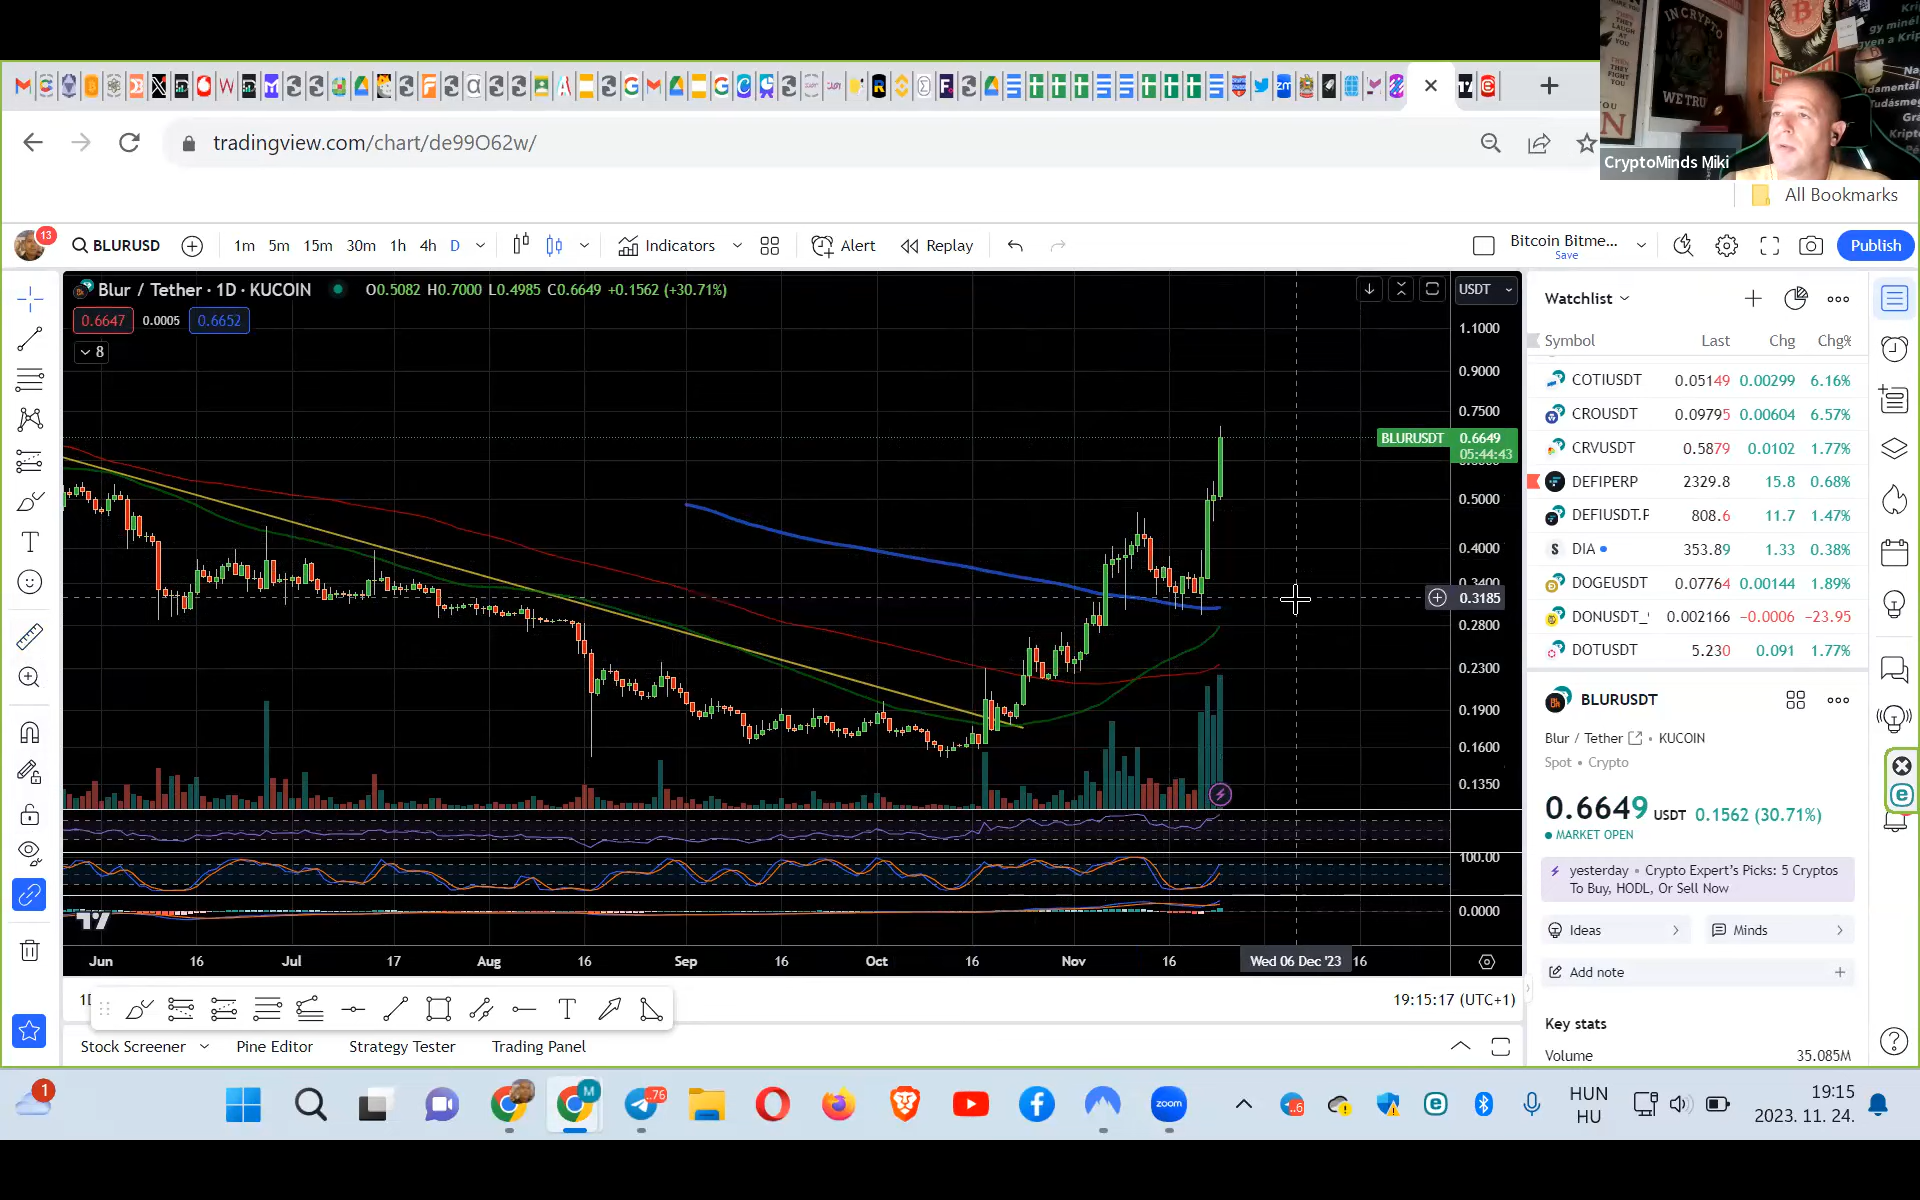 IN CRYPTO
WE TRU
CryptoMinds Miki
tradingview.com/chart/de99O62w/
All Bookmarks
13
BLURUSD
1m 5m 15m 30m 1h 4h D
Indicators
Alert
Replay
Bitcoin Bitme...
Save
Publish
Blur / Tether · 1D · KUCOIN
O0.5082 H0.7000 L0.4985 C0.6649 +0.1562 (+30.71%)
USDT
0.6647 0.0005 0.6652
8
1.1000
0.9000
0.7500
BLURUSDT 0.6649
05:44:43
0.5000
0.4000
0.3400
0.3185
0.2800
0.2300
0.1900
0.1600
0.1350
100.00
0.0000
Jun 16 Jul 17 Aug 16 Sep 16 Oct 16 Nov 16 Wed 06 Dec '23 16
19:15:17 (UTC+1)
Stock Screener Pine Editor Strategy Tester Trading Panel
Watchlist
Symbol Last Chg Chg%
COTIUSDT 0.05149 0.00299 6.16%
CROUSDT 0.09795 0.00604 6.57%
CRVUSDT 0.5879 0.0102 1.77%
DEFIPERP 2329.8 15.8 0.68%
DEFIUSDT.F 808.6 11.7 1.47%
DIA 353.89 1.33 0.38%
DOGEUSDT 0.07764 0.00144 1.89%
DONUSDT_ 0.002166 −0.0006 −23.95
DOTUSDT 5.230 0.091 1.77%
BLURUSDT
Blur / Tether • KUCOIN
Spot • Crypto
0.6649 USDT 0.1562 (30.71%)
MARKET OPEN
yesterday • Crypto Expert's Picks: 5 Cryptos
To Buy, HODL, Or Sell Now
Ideas
Minds
Add note
Key stats
Volume 35.085M
1
76
zoom
HUN
HU
19:15
2023. 11. 24.